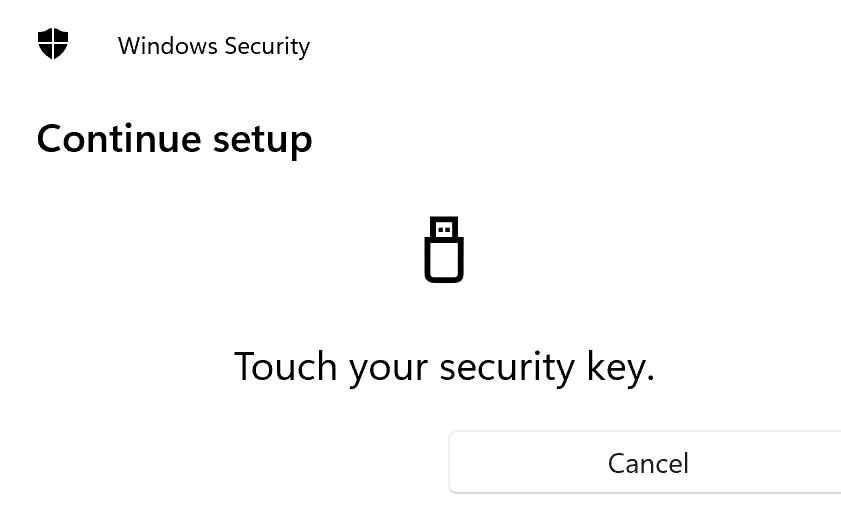 Windows Security
Continue setup
Touch your security key.
Cancel